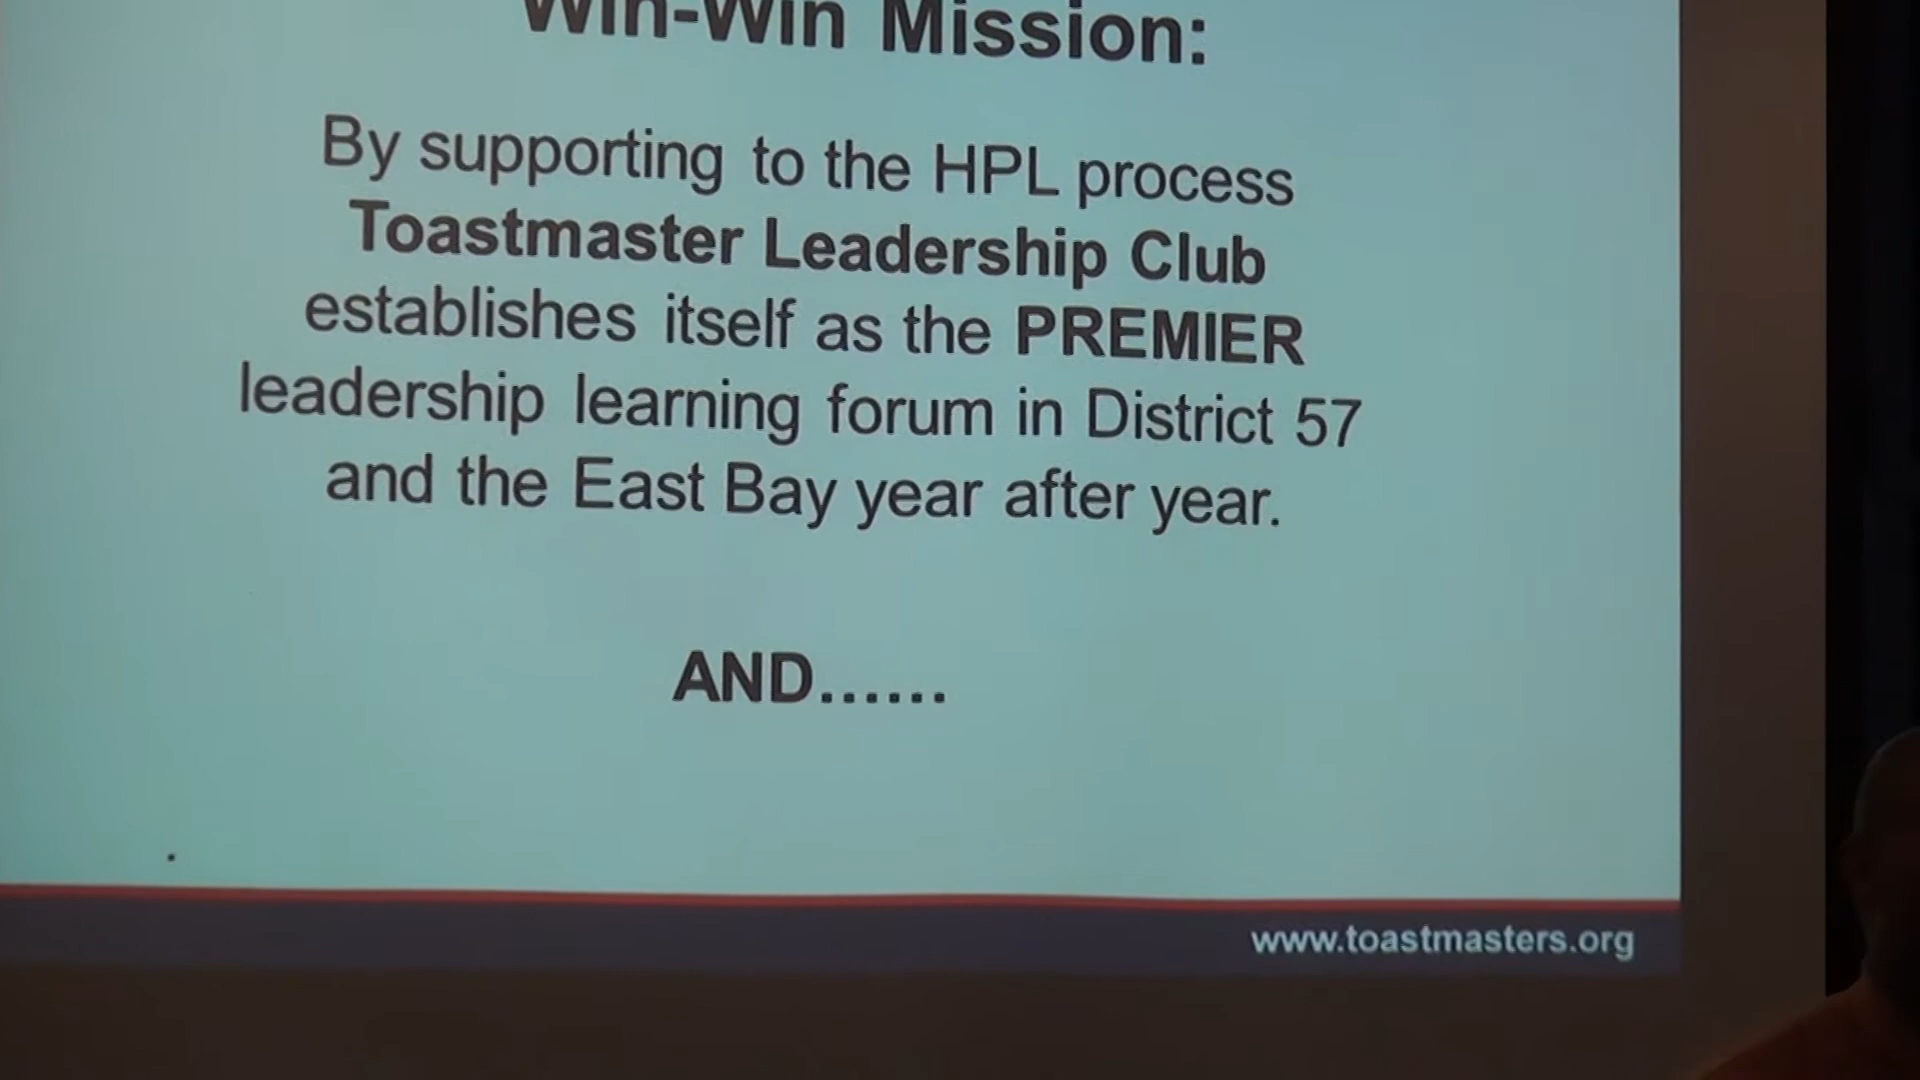 Win-Win Mission:
By supporting to the HPL process
Toastmaster Leadership Club
establishes itself as the PREMIER
leadership learning forum in District 57
and the East Bay year after year.
AND......
www.toastmasters.org